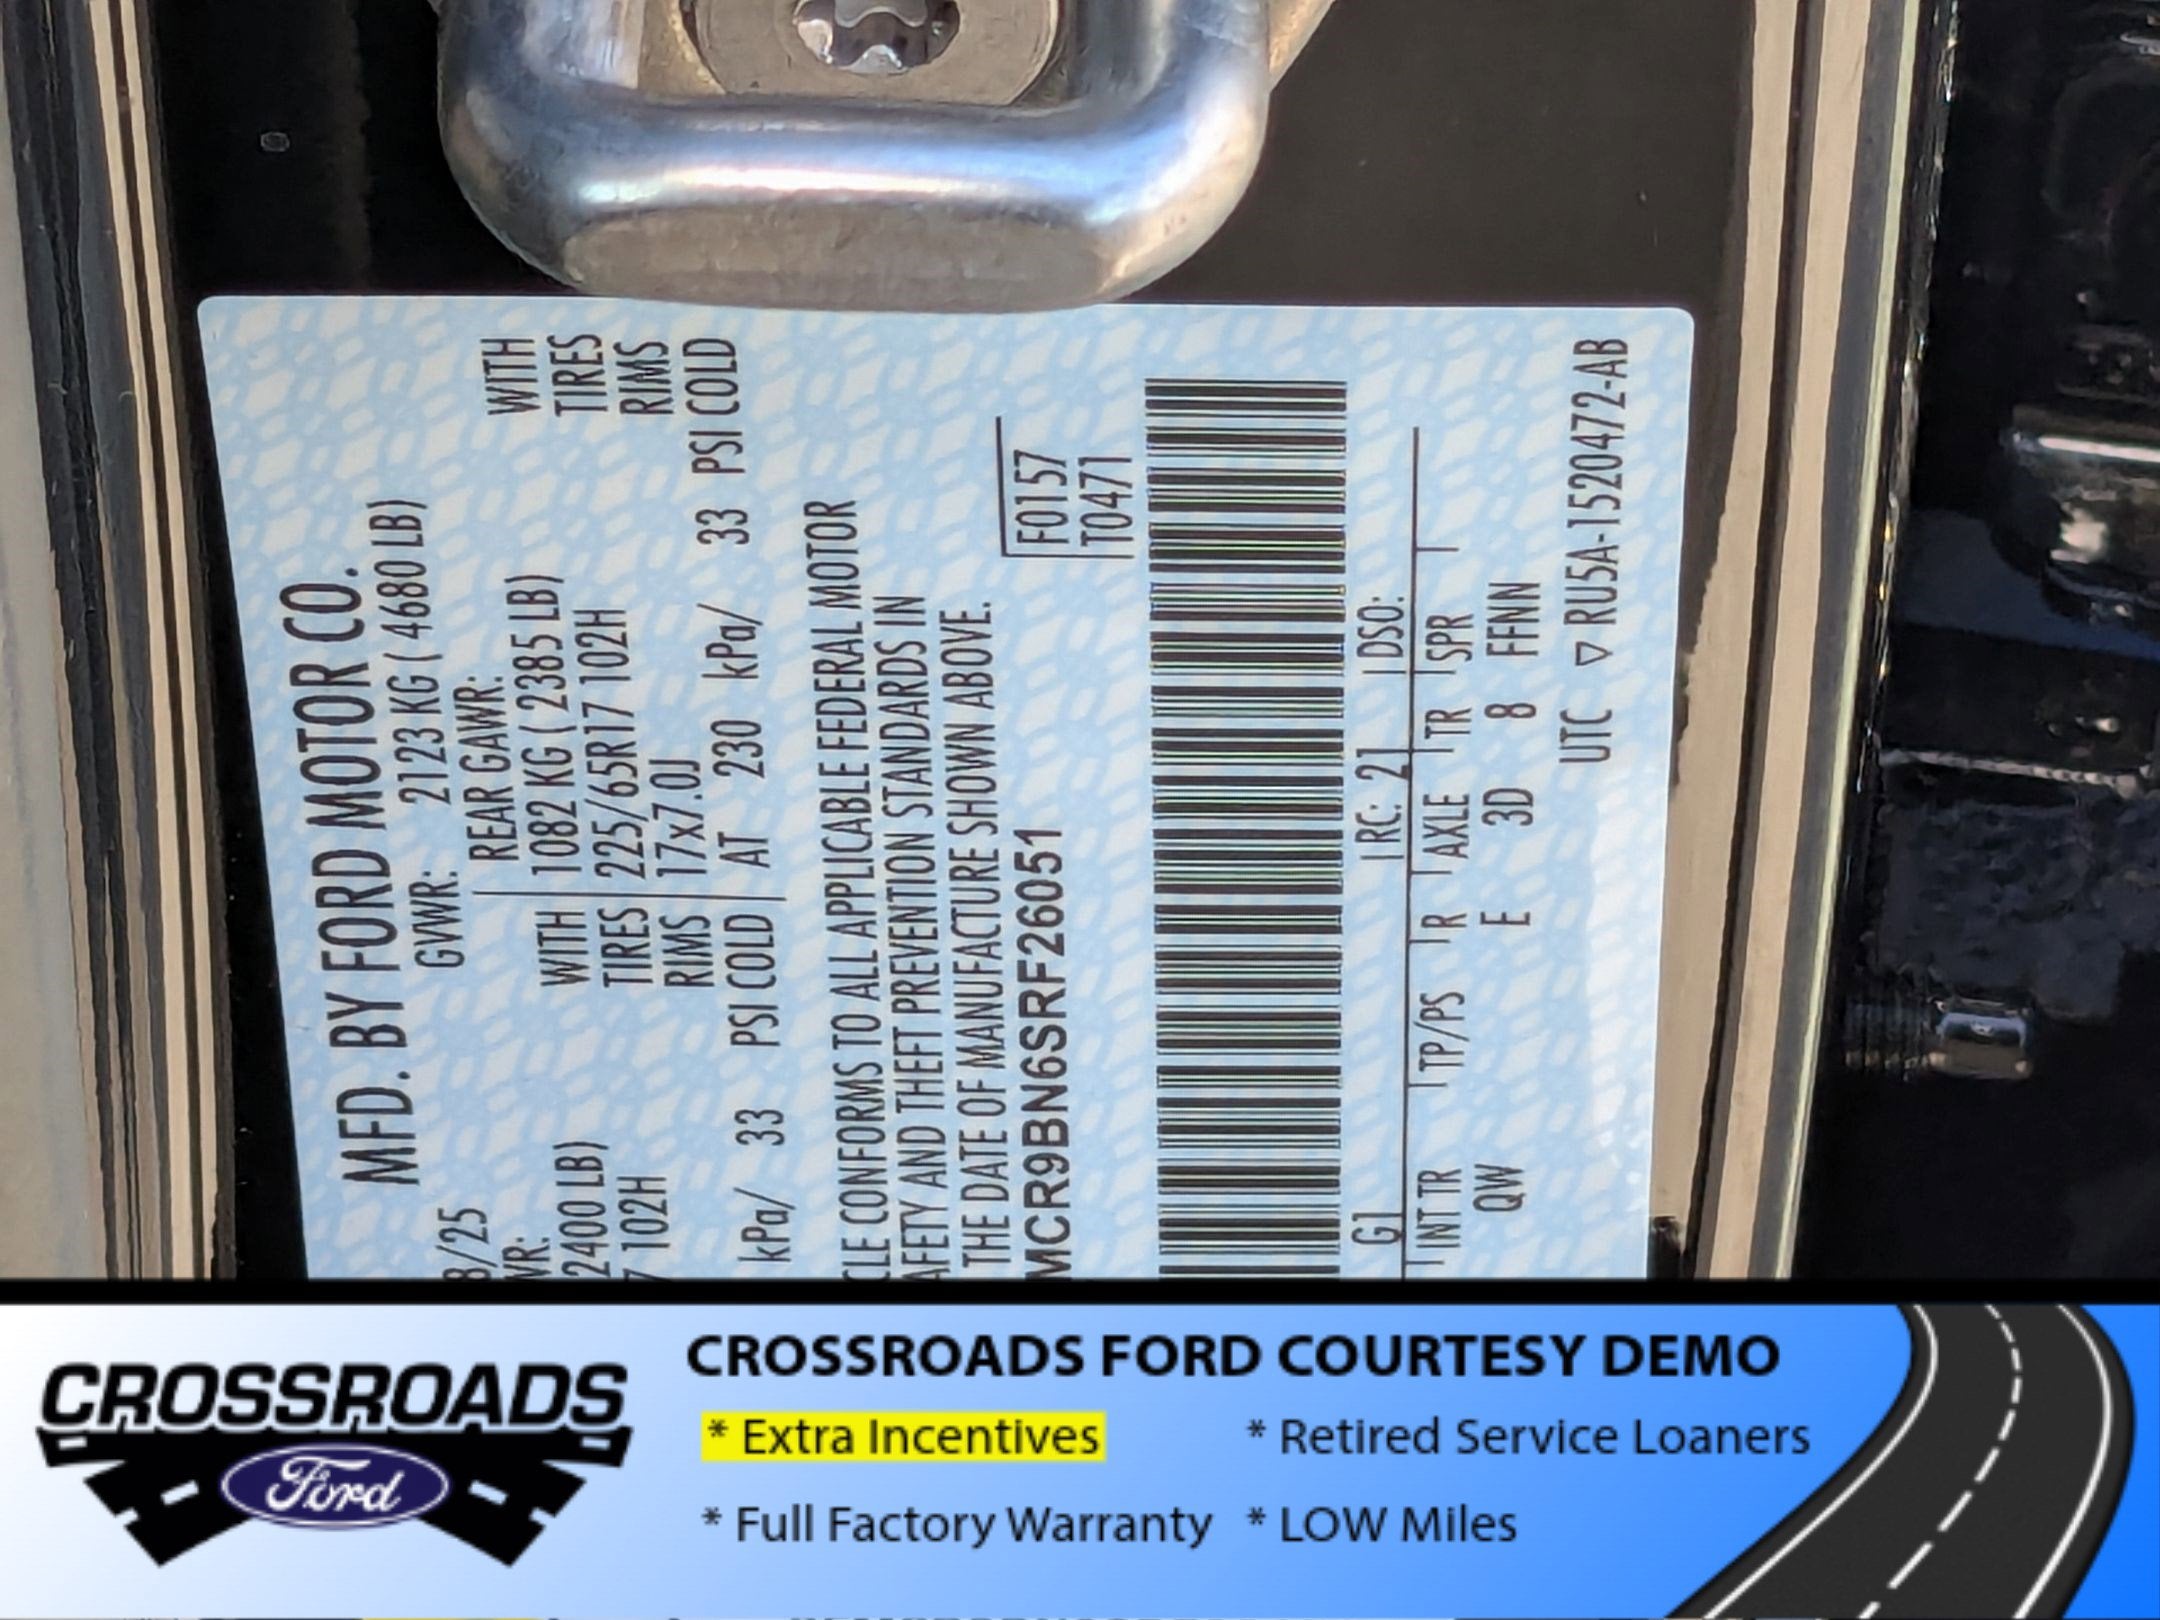 MFD. BY FORD MOTOR CO.
8/25 GVWR: 2123 KG ( 4680 LB)
WR: REAR GAWR:
2400 LB) WITH 1082 KG ( 2385 LB) WITH
7 102H TIRES 225/65R17 102H TIRES
RIMS 17x7.0J RIMS
kPa/ 33 PSI COLD AT 230 kPa/ 33 PSI COLD
CLE CONFORMS TO ALL APPLICABLE FEDERAL MOTOR
AFETY AND THEFT PREVENTION STANDARDS IN
THE DATE OF MANUFACTURE SHOWN ABOVE.
MCR9BN6SRF26051
F0157
T0471
G1 RC: 21 DSO:
INT TR TP/PS R AXLE TR SPR
QW E 3D 8 FFNN
UTC ▽ RU5A-1520472-AB
CROSSROADS
Ford
CROSSROADS FORD COURTESY DEMO
* Extra Incentives * Retired Service Loaners
* Full Factory Warranty * LOW Miles